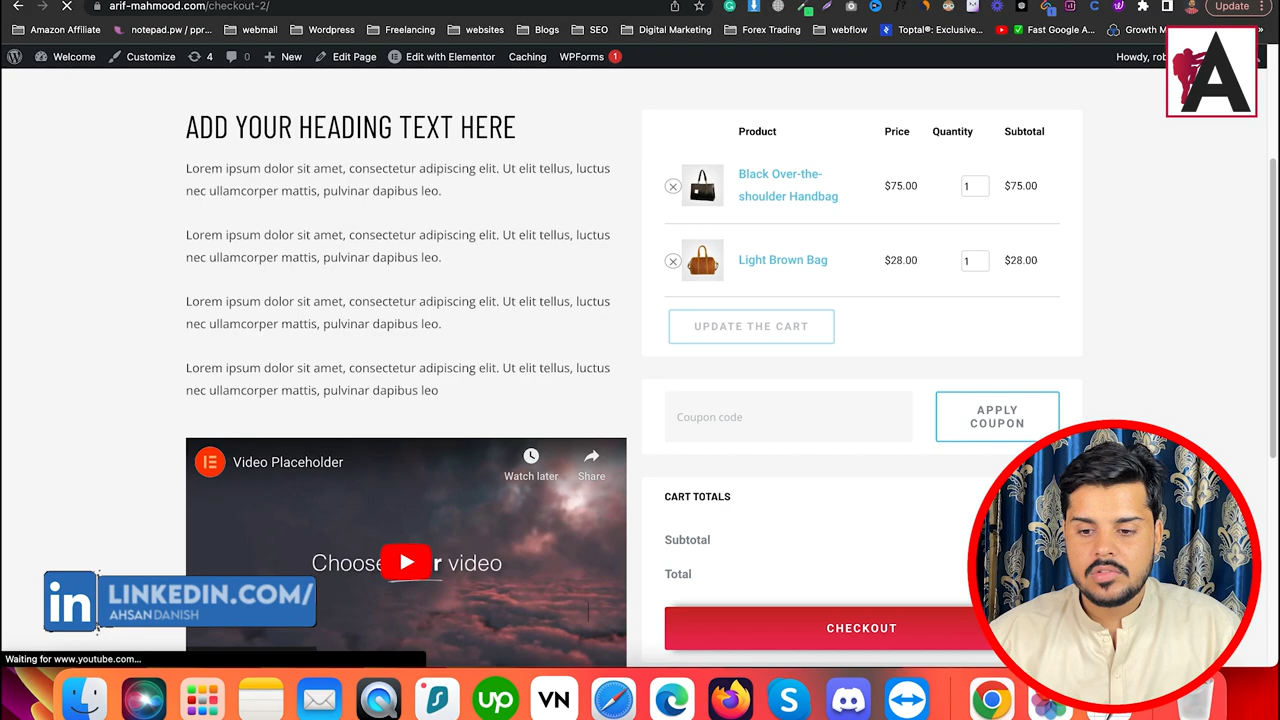 arif-mahmood.com/checkout-2/
Update
Amazon Affiliate
notepad.pw / ppr...
webmail
Wordpress
Freelancing
websites
Blogs
SEO
Digital Marketing
Forex Trading
webflow
Toptal®: Exclusive...
Fast Google A...
Growth M
Welcome
Customize
4
0
New
Edit Page
Edit with Elementor
Caching
WPForms
1
Howdy, rob
A
ADD YOUR HEADING TEXT HERE
Lorem ipsum dolor sit amet, consectetur adipiscing elit. Ut elit tellus, luctus
nec ullamcorper mattis, pulvinar dapibus leo.
Lorem ipsum dolor sit amet, consectetur adipiscing elit. Ut elit tellus, luctus
nec ullamcorper mattis, pulvinar dapibus leo.
Lorem ipsum dolor sit amet, consectetur adipiscing elit. Ut elit tellus, luctus
nec ullamcorper mattis, pulvinar dapibus leo.
Lorem ipsum dolor sit amet, consectetur adipiscing elit. Ut elit tellus, luctus
nec ullamcorper mattis, pulvinar dapibus leo
Video Placeholder
Watch later
Share
Choose r video
in
LINKEDIN.COM/
AHSAN DANISH
Waiting for www.youtube.com...
Product Price Quantity Subtotal
Black Over-the-
shoulder Handbag
$75.00
1
$75.00
Light Brown Bag
$28.00
1
$28.00
UPDATE THE CART
Coupon code
APPLY
COUPON
CART TOTALS
Subtotal
Total
CHECKOUT
up
VN
S